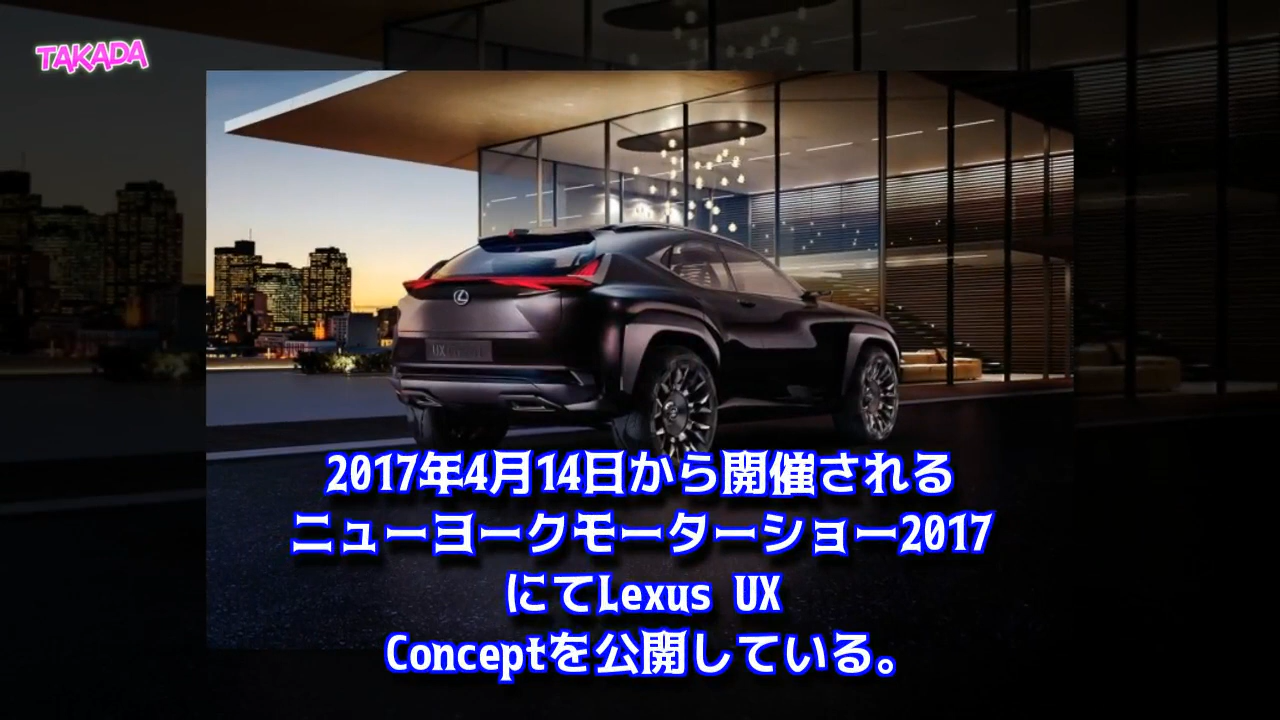 TAKADA
UX
2017年4月14日から開催される
ニューヨークモーターショー2017
にてLexus UX
Conceptを公開している。